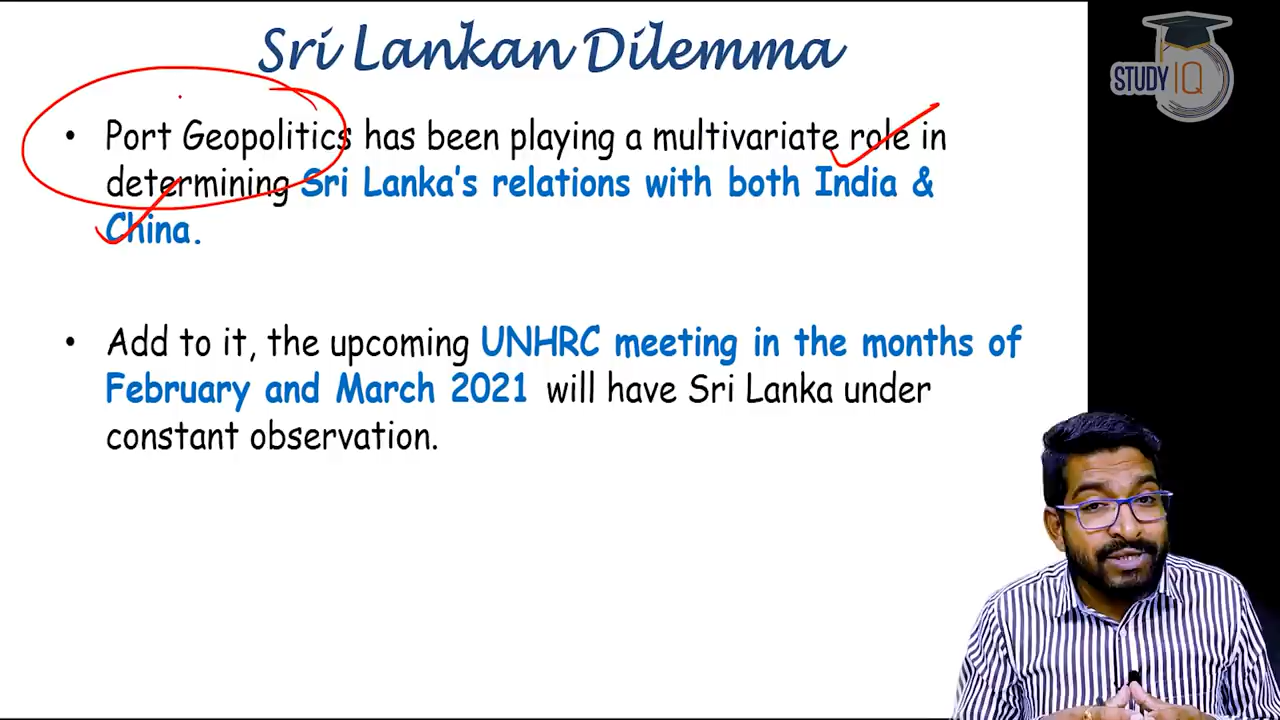 Sri Lankan Dilemma
STUDY IQ
• Port Geopolitics has been playing a multivariate role in
determining Sri Lanka's relations with both India &
China.
• Add to it, the upcoming UNHRC meeting in the months of
February and March 2021 will have Sri Lanka under
constant observation.